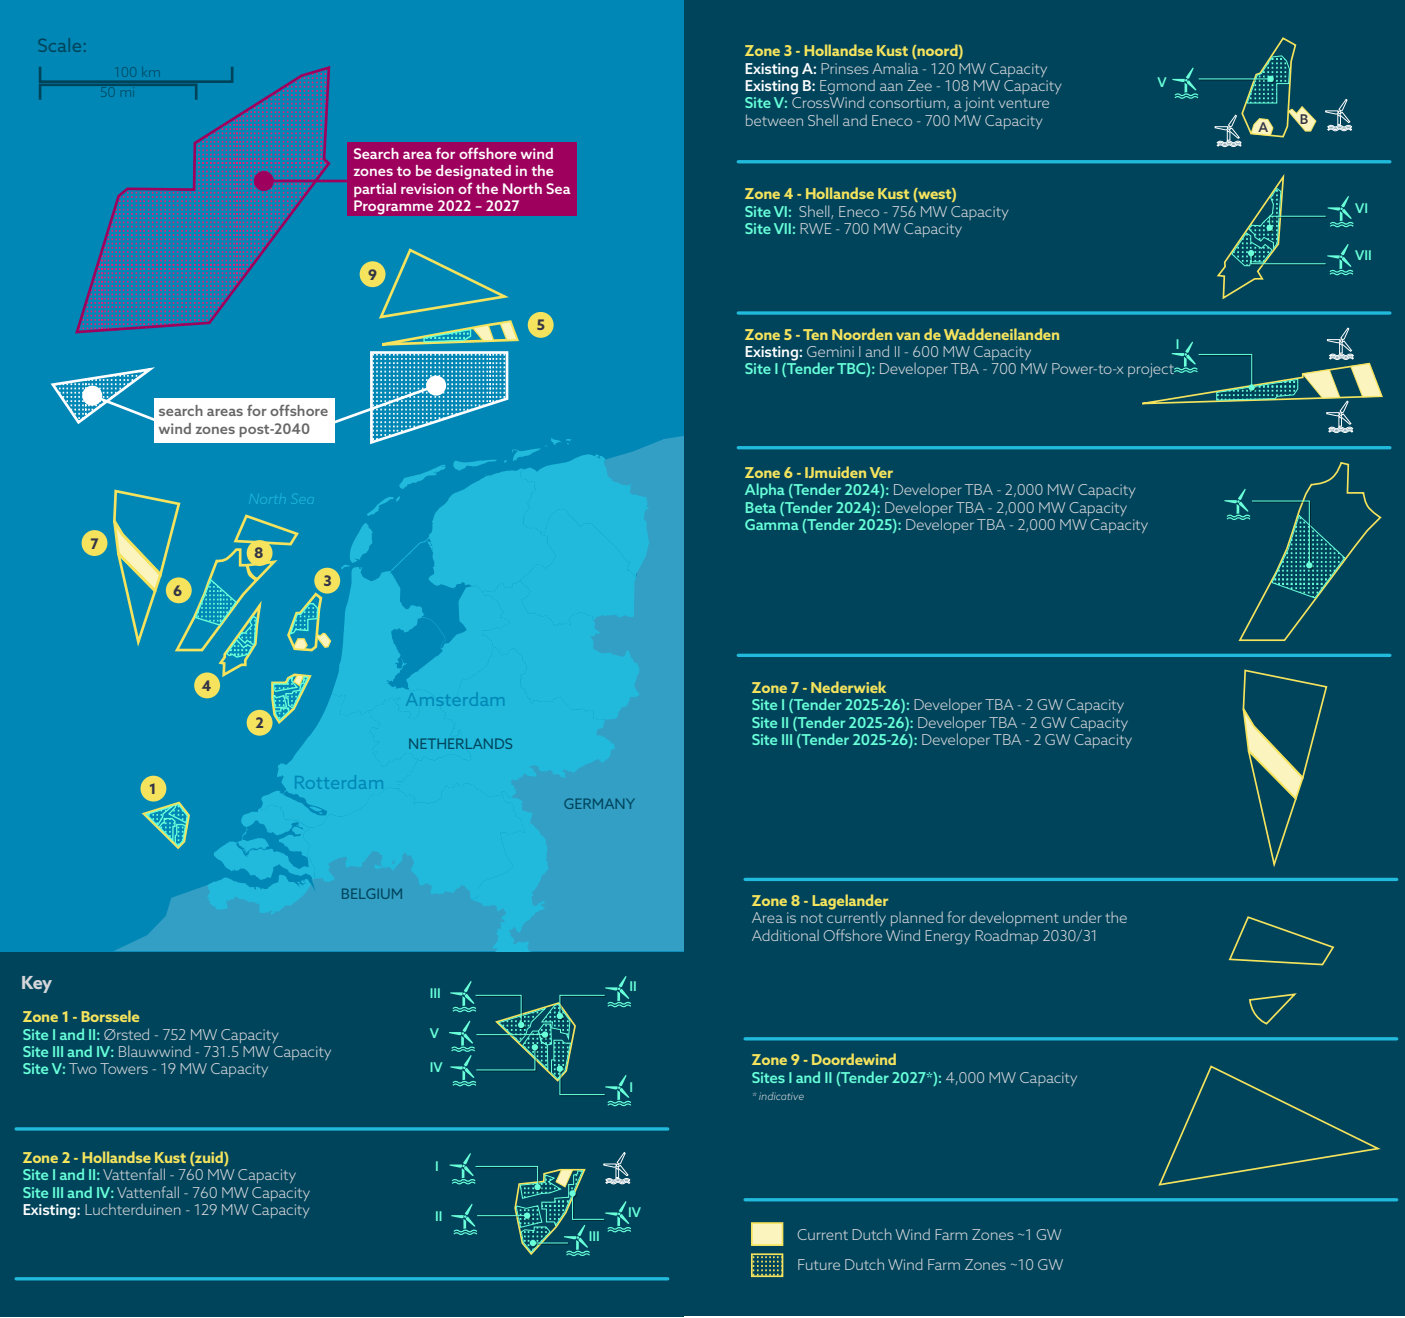 Scale:
100 km
50 mi
Search area for offshore wind
zones to be designated in the
partial revision of the North Sea
Programme 2022 – 2027
9
5
search areas for offshore
wind zones post-2040
North Sea
7
8
6
3
4
2
Amsterdam
NETHERLANDS
Rotterdam
1
GERMANY
BELGIUM
Key
Zone 1 - Borssele
Site I and II: Ørsted - 752 MW Capacity
Site III and IV: Blauwwind - 731.5 MW Capacity
Site V: Two Towers - 19 MW Capacity
III
II
V
IV
I
Zone 2 - Hollandse Kust (zuid)
Site I and II: Vattenfall - 760 MW Capacity
Site III and IV: Vattenfall - 760 MW Capacity
Existing: Luchterduinen - 129 MW Capacity
I
II
IV
III
Zone 3 - Hollandse Kust (noord)
Existing A: Prinses Amalia - 120 MW Capacity
Existing B: Egmond aan Zee - 108 MW Capacity
Site V: CrossWind consortium, a joint venture
between Shell and Eneco - 700 MW Capacity
V
A
B
Zone 4 - Hollandse Kust (west)
Site VI: Shell, Eneco - 756 MW Capacity
Site VII: RWE - 700 MW Capacity
VI
VII
Zone 5 - Ten Noorden van de Waddeneilanden
Existing: Gemini I and II - 600 MW Capacity
Site I (Tender TBC): Developer TBA - 700 MW Power-to-x project
I
Zone 6 - IJmuiden Ver
Alpha (Tender 2024): Developer TBA - 2,000 MW Capacity
Beta (Tender 2024): Developer TBA - 2,000 MW Capacity
Gamma (Tender 2025): Developer TBA - 2,000 MW Capacity
Zone 7 - Nederwiek
Site I (Tender 2025-26): Developer TBA - 2 GW Capacity
Site II (Tender 2025-26): Developer TBA - 2 GW Capacity
Site III (Tender 2025-26): Developer TBA - 2 GW Capacity
Zone 8 - Lagelander
Area is not currently planned for development under the
Additional Offshore Wind Energy Roadmap 2030/31
Zone 9 - Doordewind
Sites I and II (Tender 2027*): 4,000 MW Capacity
* indicative
Current Dutch Wind Farm Zones ~1 GW
Future Dutch Wind Farm Zones ~10 GW